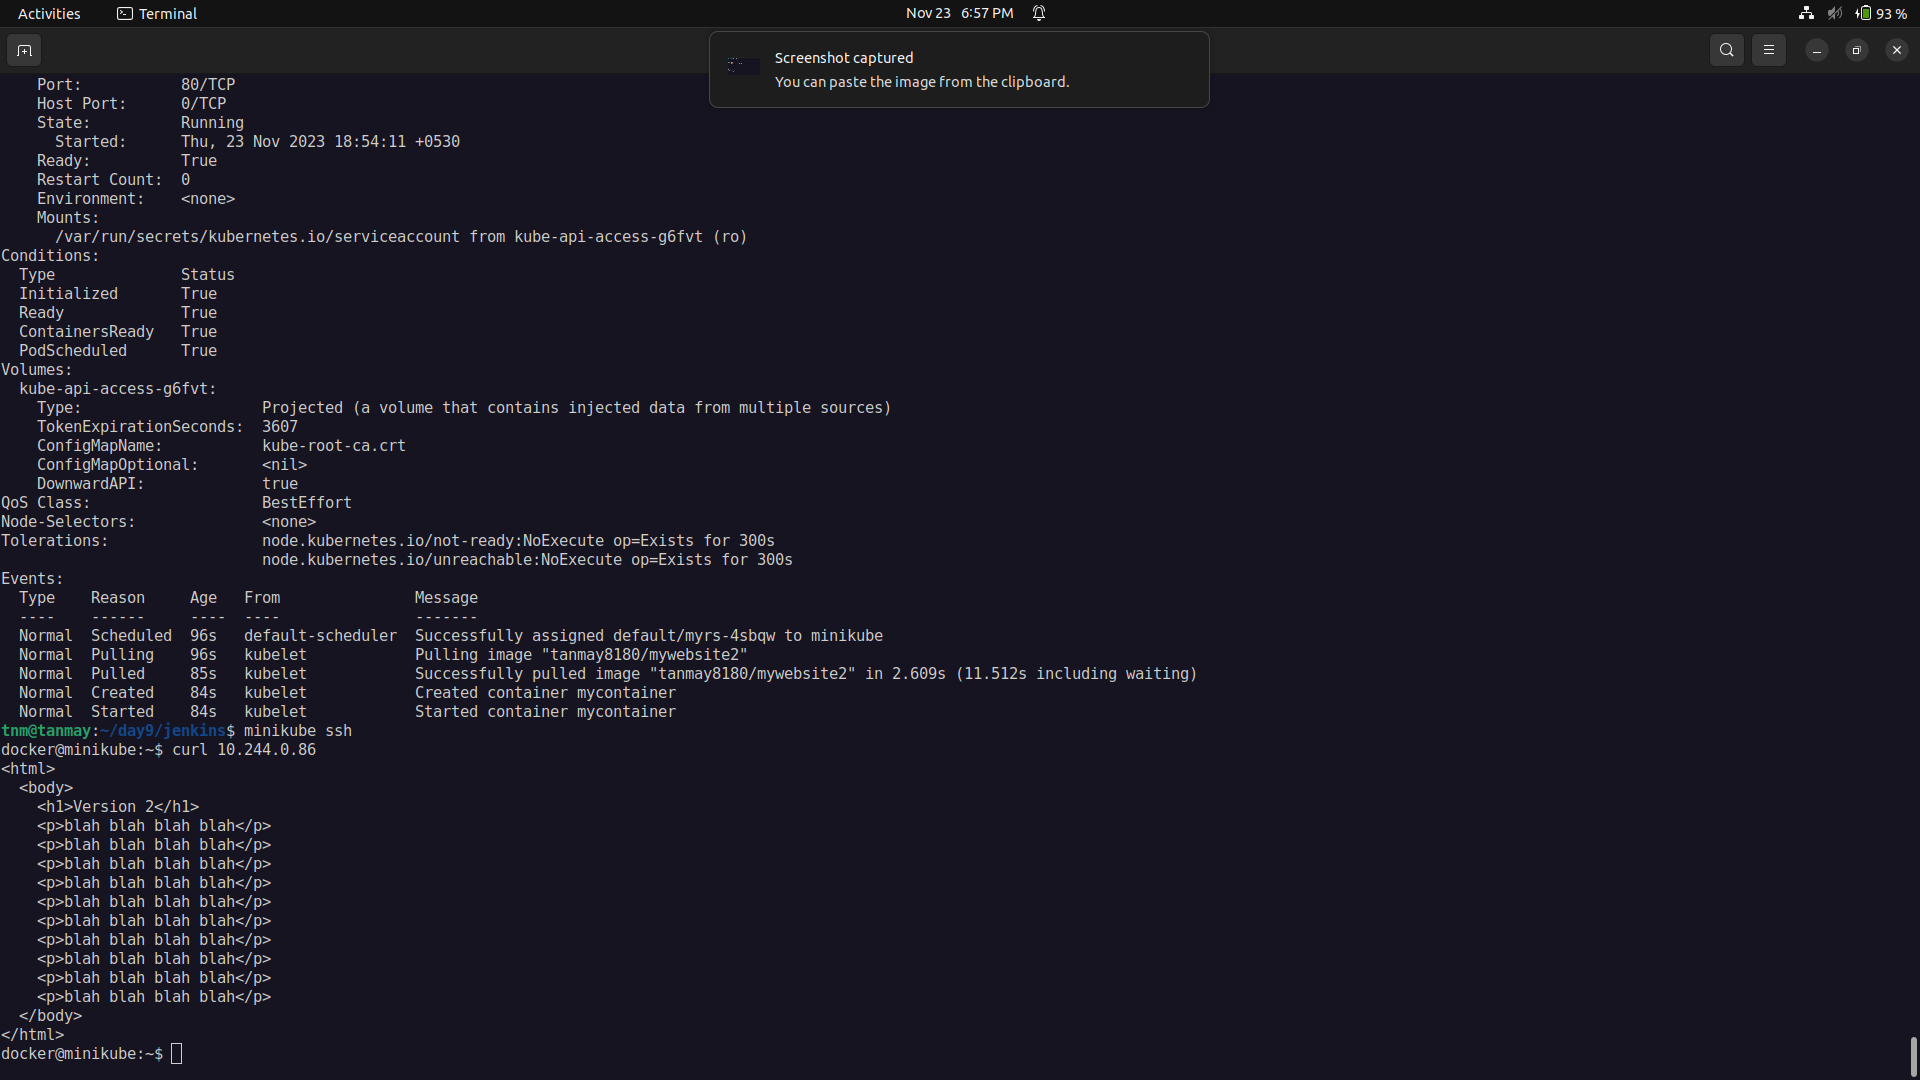 Activities Terminal Nov 23 6:57 PM 93 %
Screenshot captured
You can paste the image from the clipboard.
    Port:           80/TCP
    Host Port:      0/TCP
    State:          Running
      Started:      Thu, 23 Nov 2023 18:54:11 +0530
    Ready:          True
    Restart Count:  0
    Environment:    <none>
    Mounts:
      /var/run/secrets/kubernetes.io/serviceaccount from kube-api-access-g6fvt (ro)
Conditions:
  Type              Status
  Initialized       True
  Ready             True
  ContainersReady   True
  PodScheduled      True
Volumes:
  kube-api-access-g6fvt:
    Type:                    Projected (a volume that contains injected data from multiple sources)
    TokenExpirationSeconds:  3607
    ConfigMapName:           kube-root-ca.crt
    ConfigMapOptional:       <nil>
    DownwardAPI:             true
QoS Class:                   BestEffort
Node-Selectors:              <none>
Tolerations:                 node.kubernetes.io/not-ready:NoExecute op=Exists for 300s
                             node.kubernetes.io/unreachable:NoExecute op=Exists for 300s
Events:
  Type    Reason     Age   From               Message
  ----    ------     ----  ----               -------
  Normal  Scheduled  96s   default-scheduler  Successfully assigned default/myrs-4sbqw to minikube
  Normal  Pulling    96s   kubelet            Pulling image "tanmay8180/mywebsite2"
  Normal  Pulled     85s   kubelet            Successfully pulled image "tanmay8180/mywebsite2" in 2.609s (11.512s including waiting)
  Normal  Created    84s   kubelet            Created container mycontainer
  Normal  Started    84s   kubelet            Started container mycontainer
tnm@tanmay:~/day9/jenkins$ minikube ssh
docker@minikube:~$ curl 10.244.0.86
<html>
  <body>
    <h1>Version 2</h1>
    <p>blah blah blah blah</p>
    <p>blah blah blah blah</p>
    <p>blah blah blah blah</p>
    <p>blah blah blah blah</p>
    <p>blah blah blah blah</p>
    <p>blah blah blah blah</p>
    <p>blah blah blah blah</p>
    <p>blah blah blah blah</p>
    <p>blah blah blah blah</p>
    <p>blah blah blah blah</p>
  </body>
</html>
docker@minikube:~$